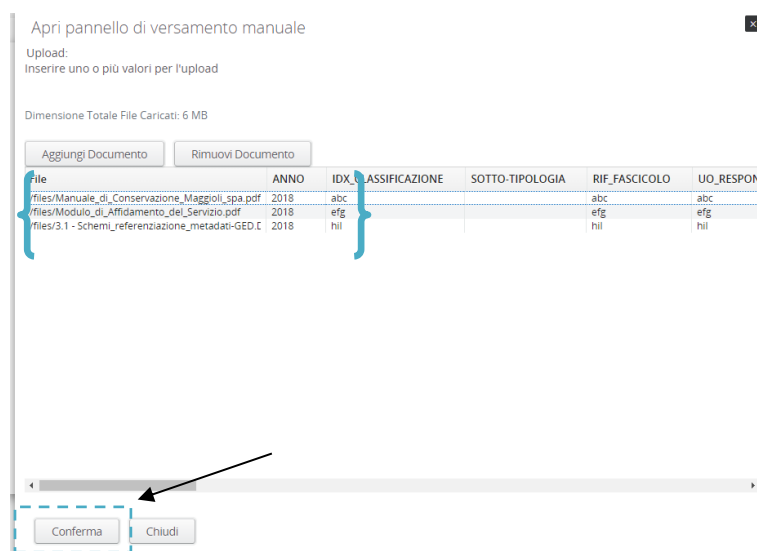 Apri pannello di versamento manuale
x
Upload:
Inserire uno o più valori per l'upload
Dimensione Totale File Caricati: 6 MB
Aggiungi Documento Rimuovi Documento
File ANNO IDX_CLASSIFICAZIONE SOTTO-TIPOLOGIA RIF_FASCICOLO UO_RESPON
/files/Manuale_di_Conservazione_Maggioli_spa.pdf 2018 abc abc abc
/files/Modulo_di_Affidamento_del_Servizio.pdf 2018 efg efg efg
/files/3.1 - Schemi_referenziazione_metadati-GED.D 2018 hil hil hil
Conferma Chiudi